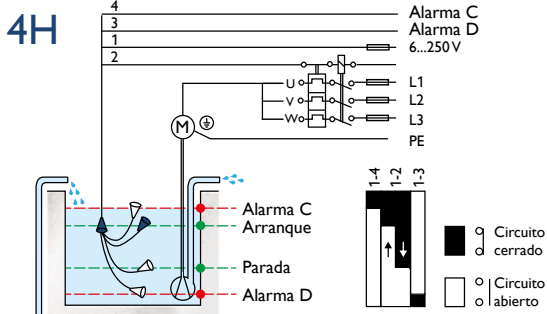 4H
4
Alarma C
3
Alarma D
1
6...250 V
2
U
L1
V
L2
W
L3
M
PE
1-4
1-2
1-3
Alarma C
Arranque
Parada
Alarma D
Circuito
cerrado
Circuito
abierto